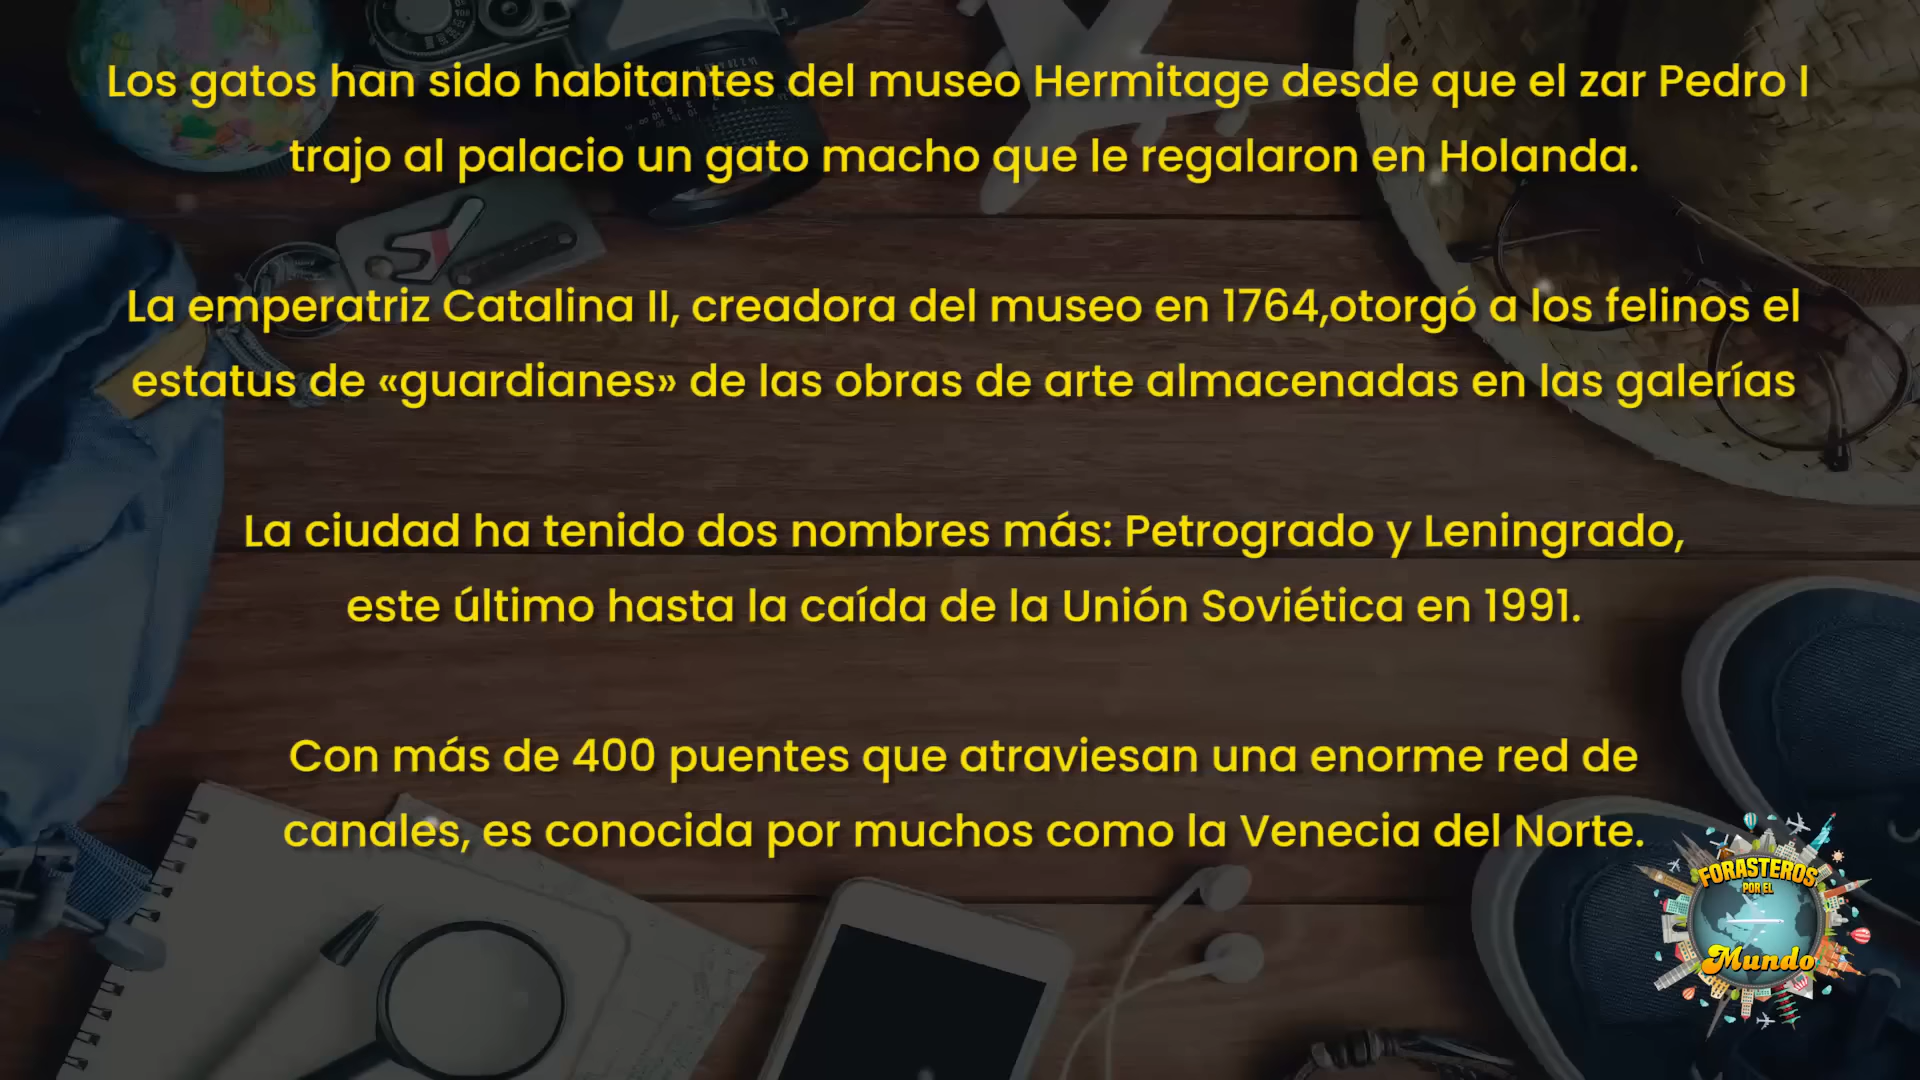 Los gatos han sido habitantes del museo Hermitage desde que el zar Pedro I
trajo al palacio un gato macho que le regalaron en Holanda.
La emperatriz Catalina II, creadora del museo en 1764,otorgó a los felinos el
estatus de «guardianes» de las obras de arte almacenadas en las galerías
La ciudad ha tenido dos nombres más: Petrogrado y Leningrado,
este último hasta la caída de la Unión Soviética en 1991.
Con más de 400 puentes que atraviesan una enorme red de
canales, es conocida por muchos como la Venecia del Norte.
FORASTEROS
POR EL
Mundo